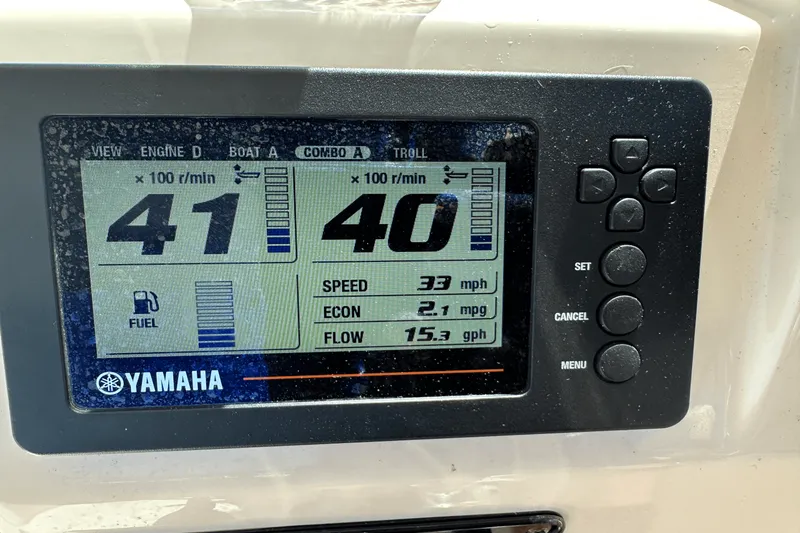 VIEW ENGINE D BOAT A COMBO A TROLL
× 100 r/min × 100 r/min
41 40
SPEED 33 mph
FUEL
ECON 2.1 mpg
FLOW 15.3 gph
YAMAHA
SET
CANCEL
MENU